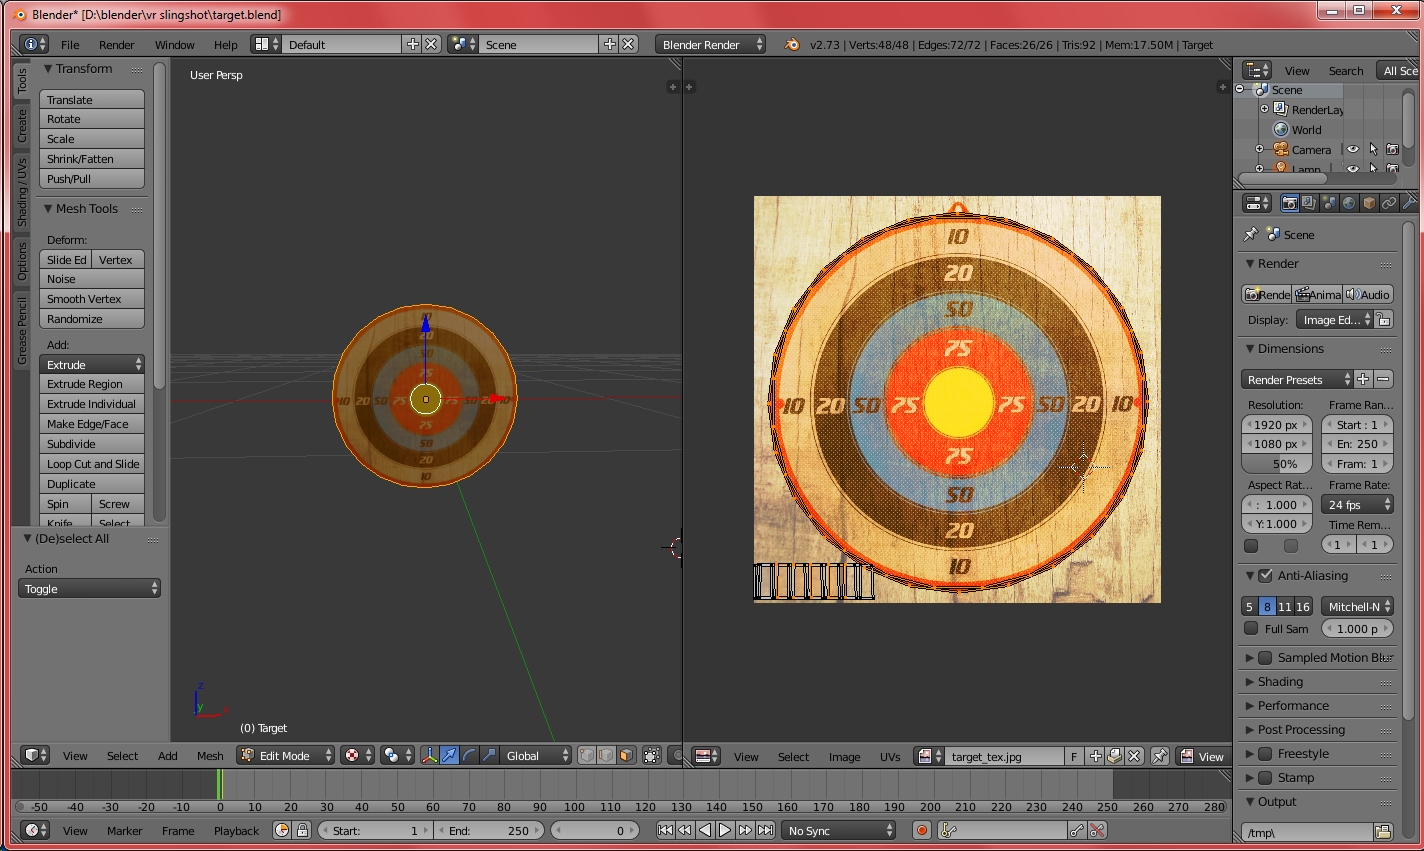 Blender* [D:\blender\vr slingshot\target.blend]
File Render Window Help Default Scene Blender Render v2.73 | Verts:48/48 | Edges:72/72 | Faces:26/26 | Tris:92 | Mem:17.50M | Target
Tools
Create
Shading / UVs
Options
Grease Pencil
Transform
Translate
Rotate
Scale
Shrink/Fatten
Push/Pull
Mesh Tools
Deform:
Slide Ed Vertex
Noise
Smooth Vertex
Randomize
Add:
Extrude
Extrude Region
Extrude Individual
Make Edge/Face
Subdivide
Loop Cut and Slide
Duplicate
Spin Screw
Knife Select
(De)select All
Action
Toggle
User Persp
10
20
50
75
10 20 50 75 75 50 20 10
75
50
20
10
z
y
x
(0) Target
View Select Add Mesh Edit Mode Global
10
20
50
75
10 20 50 75 75 50 20 10
75
50
20
10
View Select Image UVs target_tex.jpg F View
View Search All Sce
Scene
RenderLay
World
Camera
Lamp
Scene
Render
Rende Anima Audio
Display: Image Ed...
Dimensions
Render Presets
Resolution: Frame Ran...
1920 px Start : 1
1080 px En: 250
50% Fram: 1
Aspect Rat... Frame Rate:
: 1.000 24 fps
Y:1.000 Time Rem...
1 1
Anti-Aliasing
5 8 11 16 Mitchell-N
Full Sam 1.000 p
Sampled Motion Blur
Shading
Performance
Post Processing
Freestyle
Stamp
Output
/tmp\
-50 -40 -30 -20 -10 0 10 20 30 40 50 60 70 80 90 100 110 120 130 140 150 160 170 180 190 200 210 220 230 240 250 260 270 280
View Marker Frame Playback Start: 1 End: 250 0 No Sync